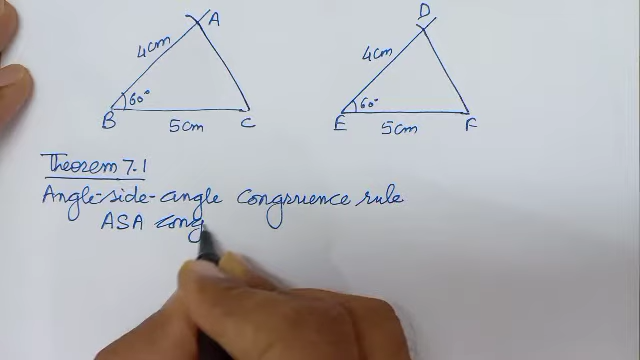 A
D
4cm
4cm
60°
60°
B
C
E
F
5cm
5cm
Theorem 7.1
Angle-side-angle Congruence rule
ASA cong